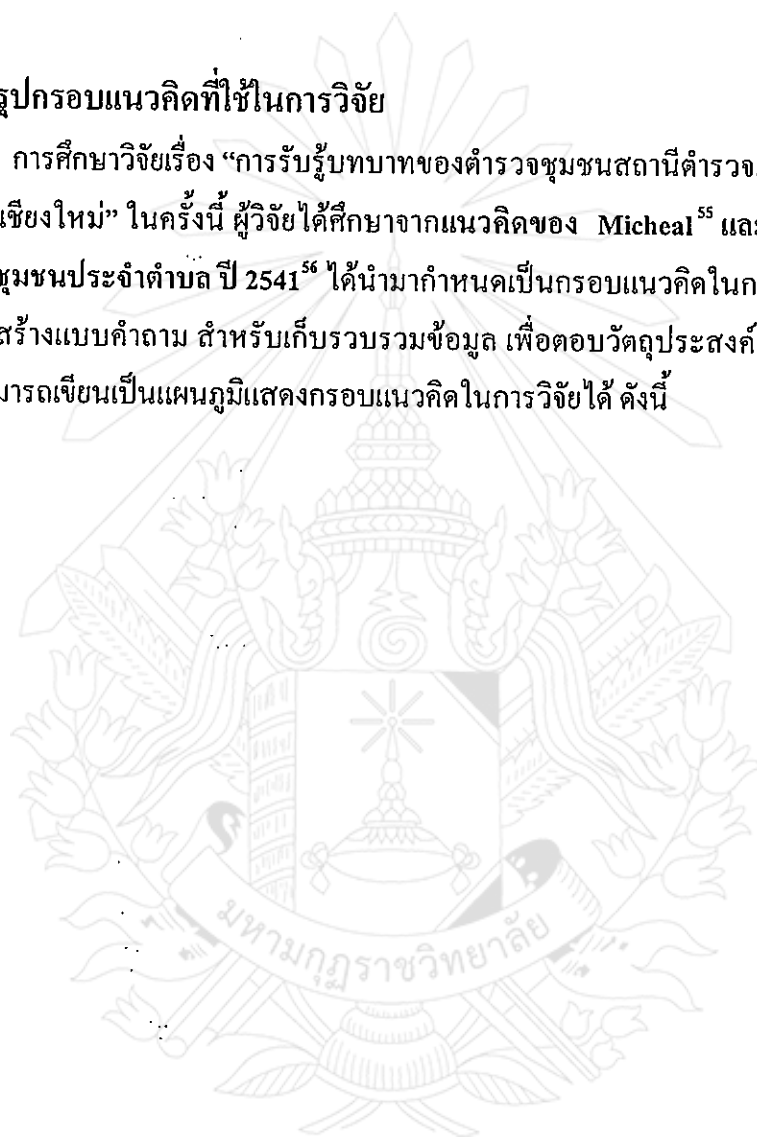 รุปกรอบแนวคิดที่ใช้ในการวิจัย
การศึกษาวิจัยเรื่อง “การรับรู้บทบาทของตำรวจชุมชนสถานีตำรวจ
เชียงใหม่” ในครั้งนี้ ผู้วิจัยได้ศึกษาจากแนวคิดของ Micheal⁵⁵ และ
ชุมชนประจำตำบล ปี 2541⁵⁶ ได้นำมากำหนดเป็นกรอบแนวคิดในก
สร้างแบบคำถาม สำหรับเก็บรวบรวมข้อมูล เพื่อตอบวัตถุประสงค์
มารถเขียนเป็นแผนภูมิแสดงกรอบแนวคิดในการวิจัยได้ ดังนี้
มหามกุฏราชวิทยาลัย